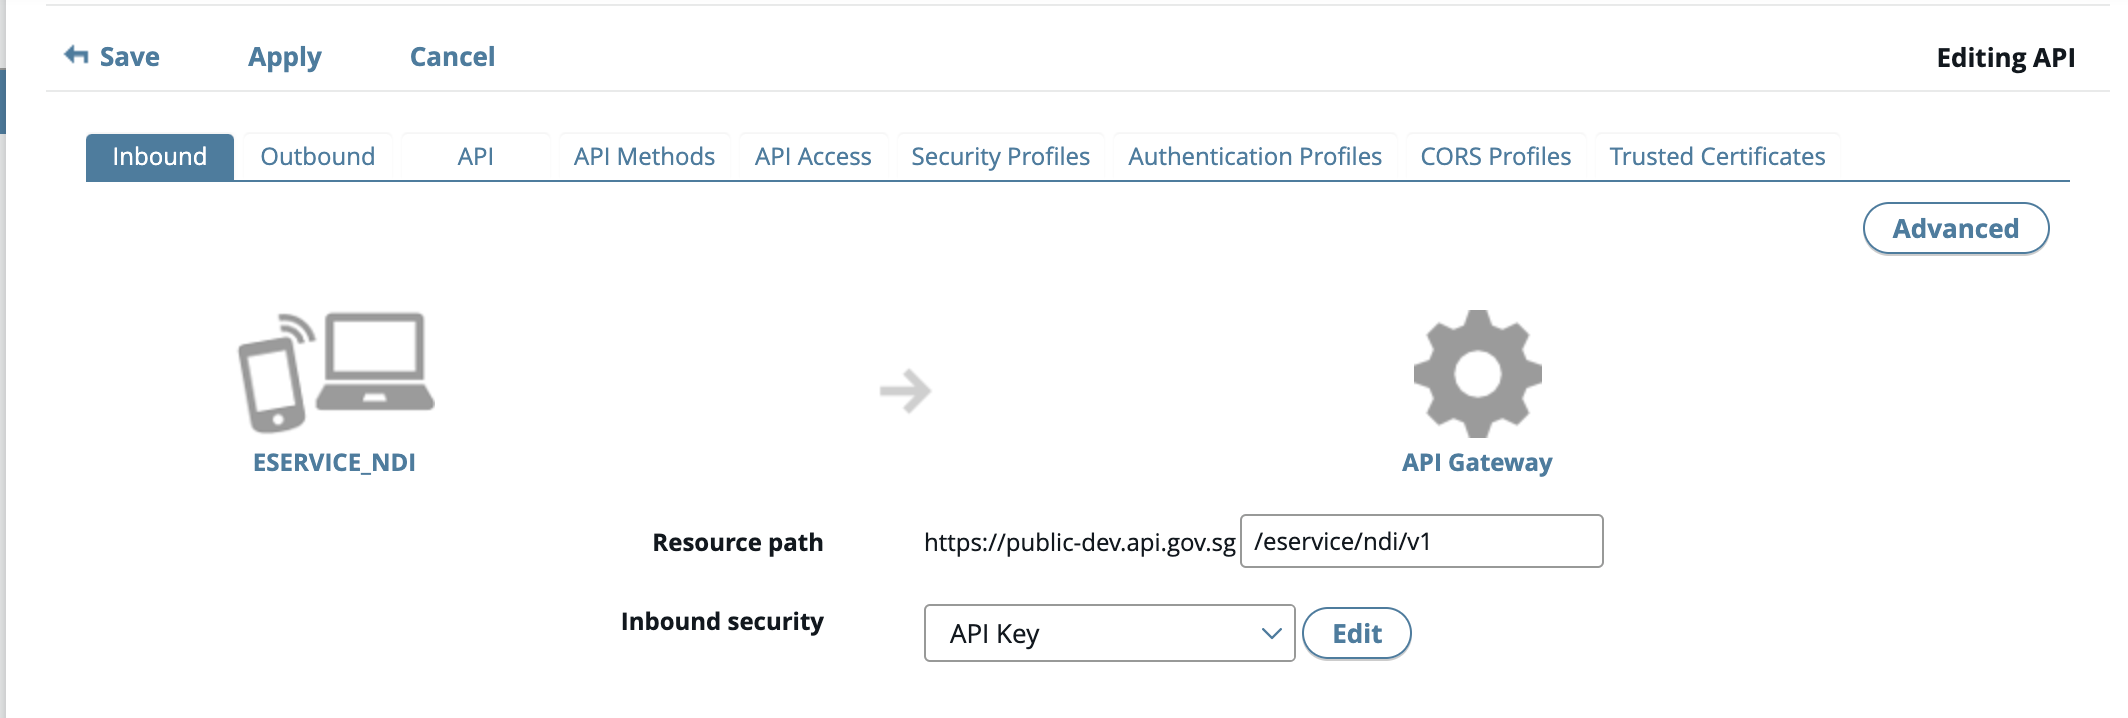 Save Apply Cancel Editing API
Inbound Outbound API API Methods API Access Security Profiles Authentication Profiles CORS Profiles Trusted Certificates
Advanced
ESERVICE_NDI API Gateway
Resource path https://public-dev.api.gov.sg /eservice/ndi/v1
Inbound security API Key Edit